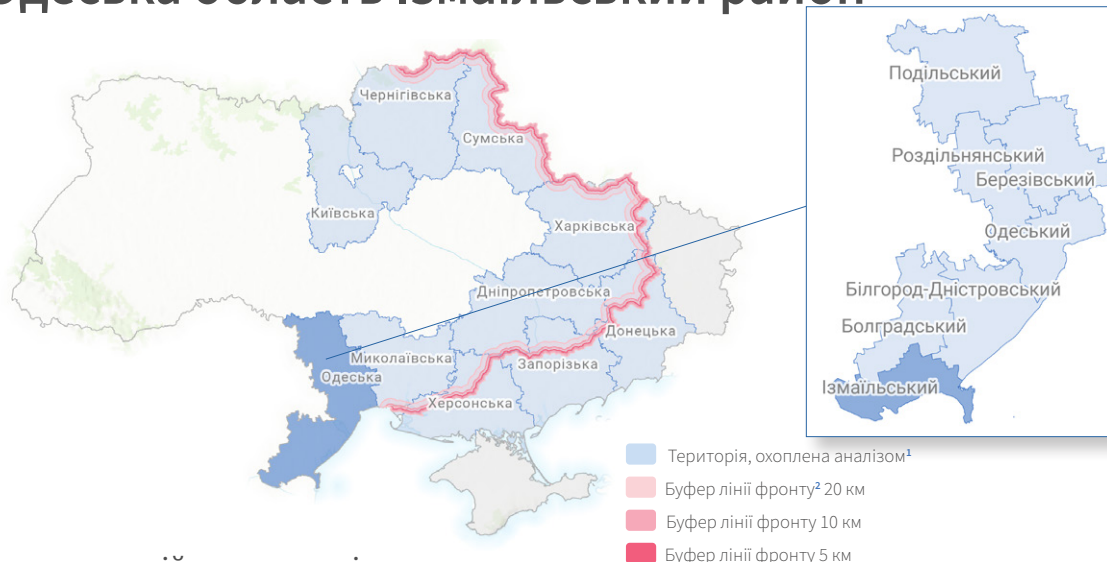 Одеська область Ізмаїльський район
Чернігівська
Сумська
Київська
Харківська
Дніпропетровська
Донецька
Миколаївська
Запорізька
Одеська
Херсонська
Подільський
Роздільнянський
Березівський
Одеський
Білгород-Дністровський
Болградський
Ізмаїльський
Територія, охоплена аналізом¹
Буфер лінії фронту² 20 км
Буфер лінії фронту 10 км
Буфер лінії фронту 5 км